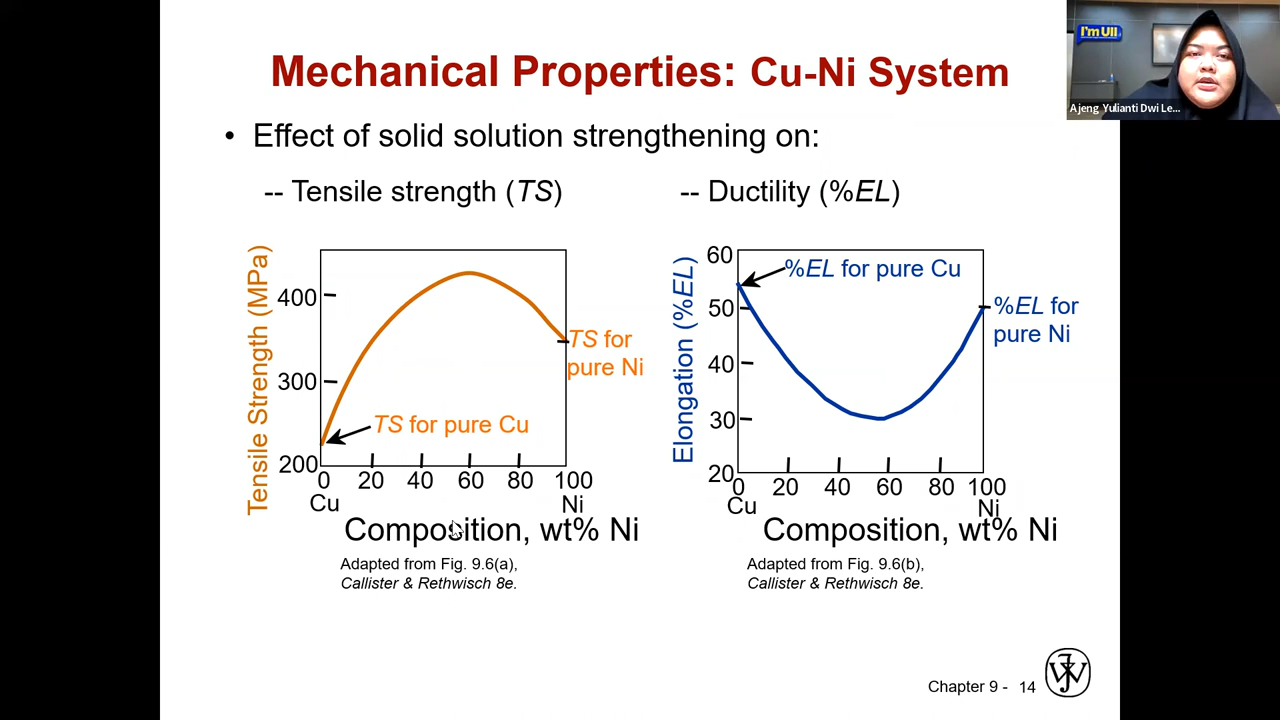 Mechanical Properties: Cu-Ni System
I'm UII
Ajeng Yulianti Dwi Le...
• Effect of solid solution strengthening on:
-- Tensile strength (TS)
-- Ductility (%EL)
Tensile Strength (MPa)
400
300
200
TS for
pure Ni
TS for pure Cu
0
20
40
60
80
100
Cu
Ni
Composition, wt% Ni
Adapted from Fig. 9.6(a),
Callister & Rethwisch 8e.
Elongation (%EL)
60
50
40
30
20
%EL for pure Cu
%EL for
pure Ni
0
20
40
60
80
100
Cu
Ni
Composition, wt% Ni
Adapted from Fig. 9.6(b),
Callister & Rethwisch 8e.
Chapter 9 - 14